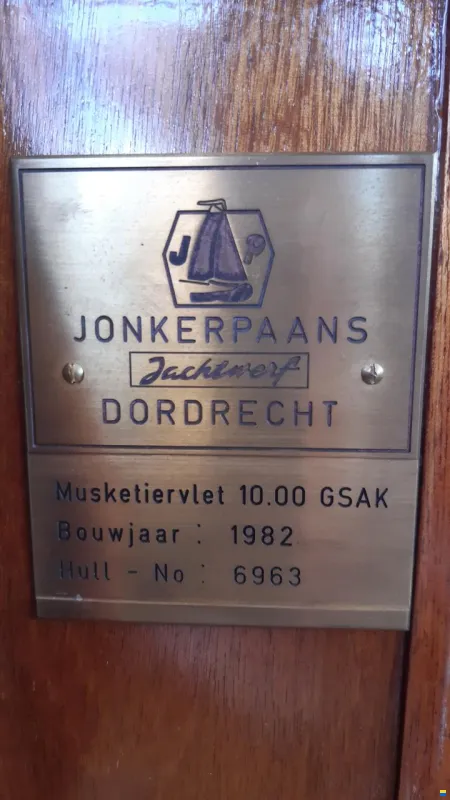 J P
JONKERPAANS
Jachtwerf
DORDRECHT
Musketiervlet 10.00 GSAK
Bouwjaar : 1982
Hull - No : 6963